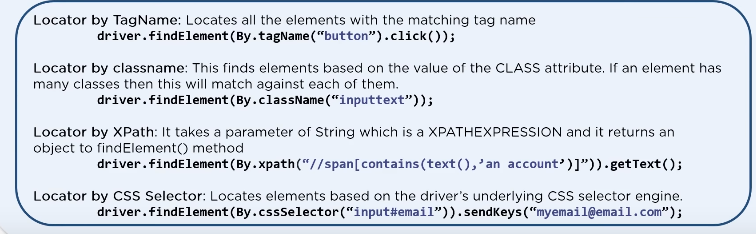 Locator by TagName: Locates all the elements with the matching tag name
driver.findElement(By.tagName(“button”).click());
Locator by classname: This finds elements based on the value of the CLASS attribute. If an element has
many classes then this will match against each of them.
driver.findElement(By.className(“inputtext”));
Locator by XPath: It takes a parameter of String which is a XPATHEXPRESSION and it returns an
object to findElement() method
driver.findElement(By.xpath(“//span[contains(text(),’an account’)]”)).getText();
Locator by CSS Selector: Locates elements based on the driver’s underlying CSS selector engine.
driver.findElement(By.cssSelector(“input#email”)).sendKeys(“myemail@email.com”);